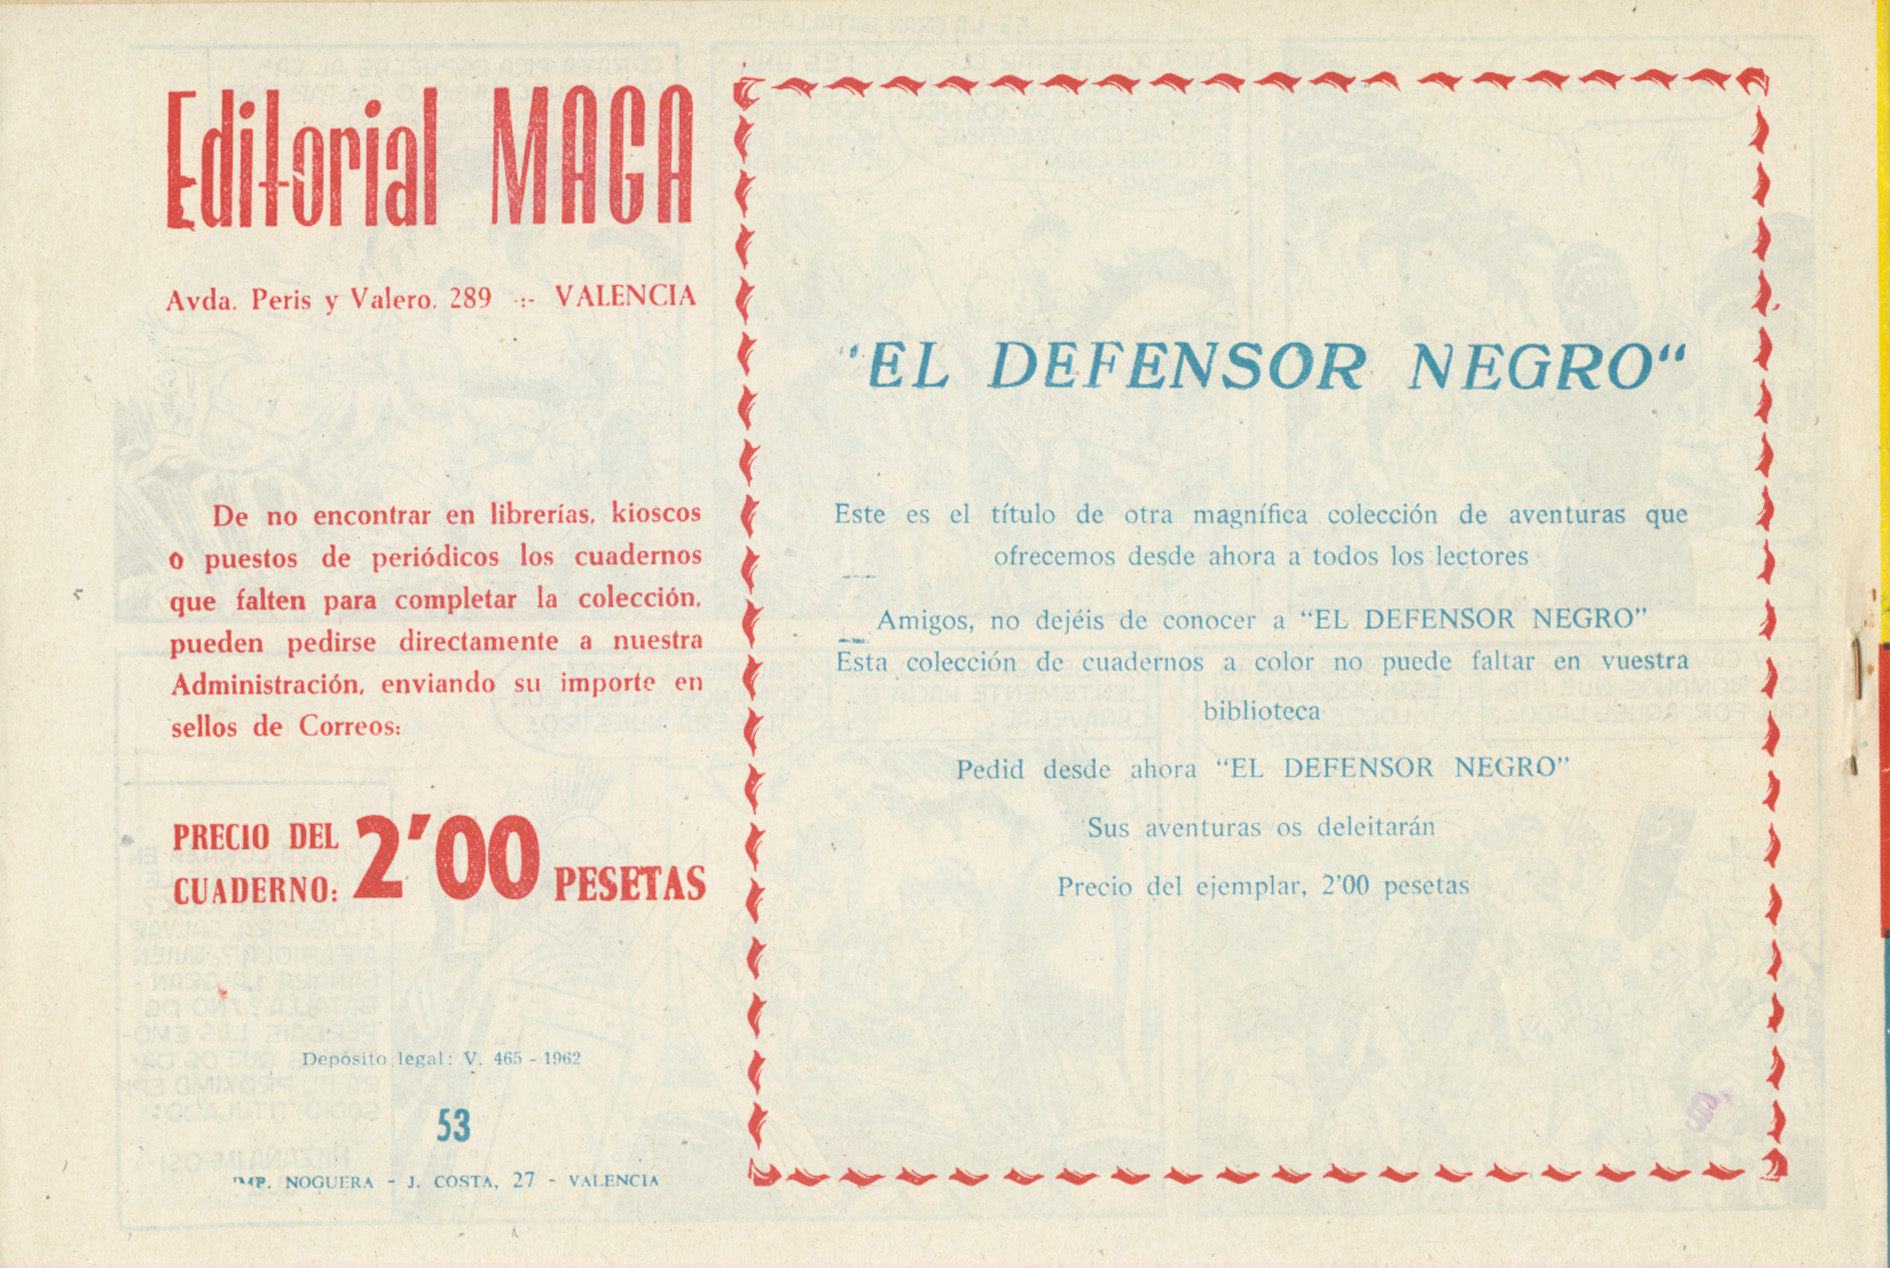 Editorial MAGA
Avda. Peris y Valero. 289 -:- VALENCIA
De no encontrar en librerías, kioscos
o puestos de periódicos los cuadernos
que falten para completar la colección,
pueden pedirse directamente a nuestra
Administración, enviando su importe en
sellos de Correos:
PRECIO DEL
CUADERNO: 2'00 PESETAS
Depósito legal: V. 465 - 1962
53
IMP. NOGUERA - J. COSTA, 27 - VALENCIA
"EL DEFENSOR NEGRO"
Este es el título de otra magnífica colección de aventuras que
ofrecemos desde ahora a todos los lectores
Amigos, no dejéis de conocer a "EL DEFENSOR NEGRO"
Esta colección de cuadernos a color no puede faltar en vuestra
biblioteca
Pedid desde ahora "EL DEFENSOR NEGRO"
Sus aventuras os deleitarán
Precio del ejemplar, 2'00 pesetas